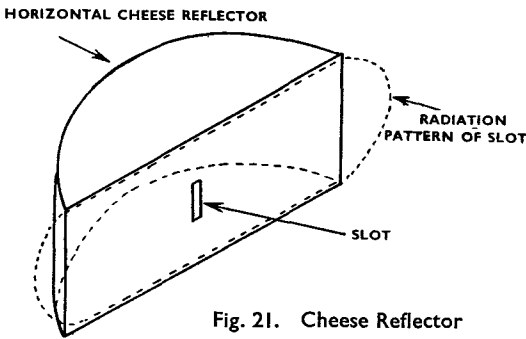 HORIZONTAL CHEESE REFLECTOR
RADIATION
PATTERN OF SLOT
SLOT
Fig. 21. Cheese Reflector